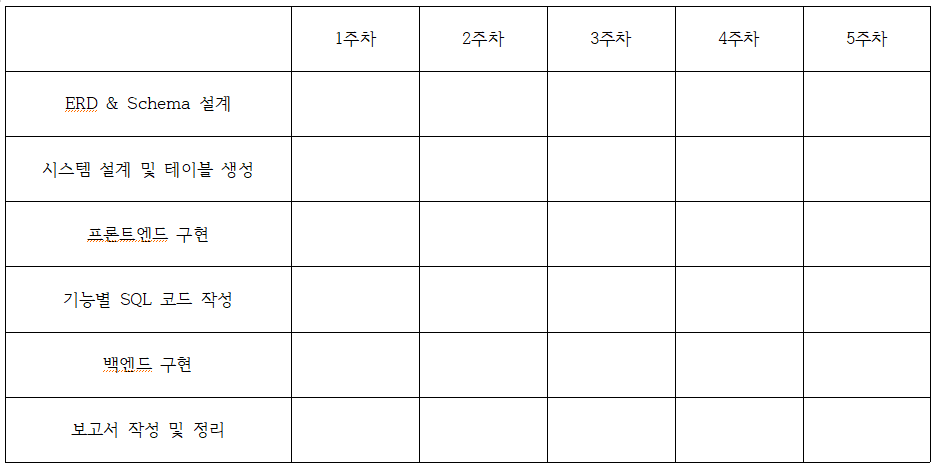 1주차 2주차 3주차 4주차 5주차
ERD & Schema 설계
시스템 설계 및 테이블 생성
프론트엔드 구현
기능별 SQL 코드 작성
백엔드 구현
보고서 작성 및 정리